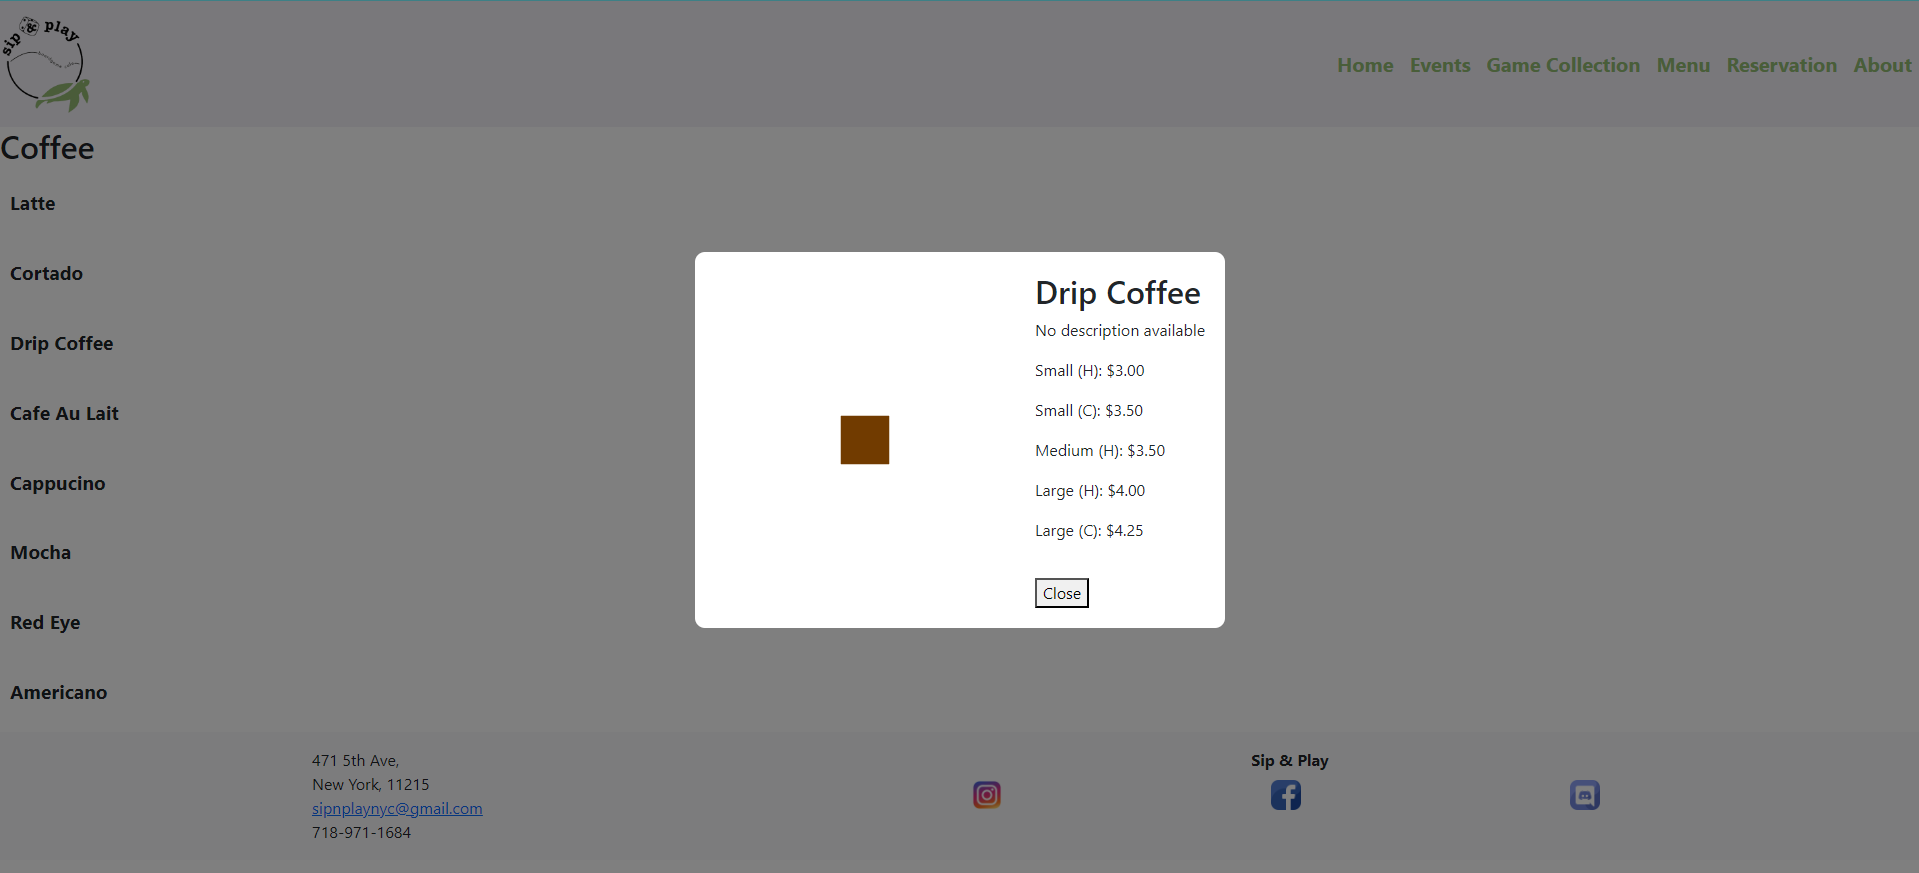 sip & play
Home Events Game Collection Menu Reservation About
Coffee
Latte
Cortado
Drip Coffee
Cafe Au Lait
Cappucino
Mocha
Red Eye
Americano
Drip Coffee
No description available
Small (H): $3.00
Small (C): $3.50
Medium (H): $3.50
Large (H): $4.00
Large (C): $4.25
Close
471 5th Ave,
New York, 11215
sipnplaynyc@gmail.com
718-971-1684
Sip & Play